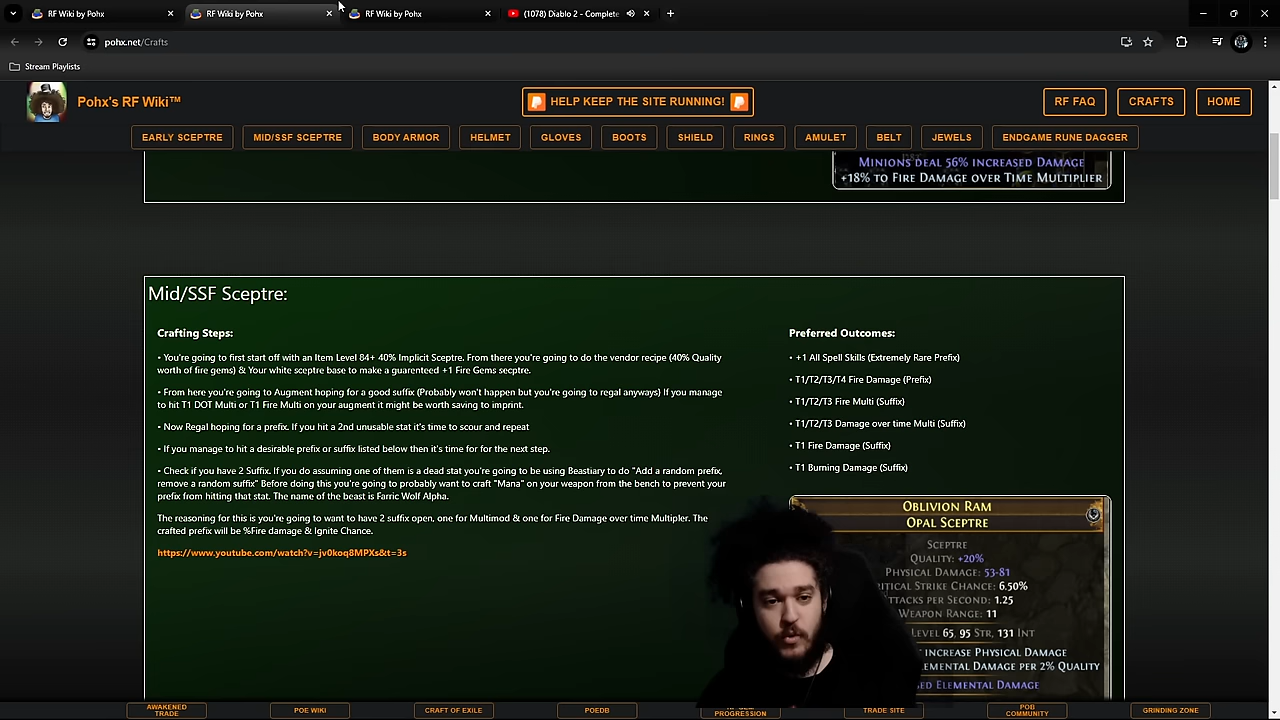 RF Wiki by Pohx
RF Wiki by Pohx
RF Wiki by Pohx
(1078) Diablo 2 - Complete
pohx.net/Crafts
Stream Playlists
Pohx's RF Wiki™
HELP KEEP THE SITE RUNNING!
RF FAQ
CRAFTS
HOME
EARLY SCEPTRE
MID/SSF SCEPTRE
BODY ARMOR
HELMET
GLOVES
BOOTS
SHIELD
RINGS
AMULET
BELT
JEWELS
ENDGAME RUNE DAGGER
MINIONS DEAL 56% INCREASED DAMAGE
+18% TO FIRE DAMAGE OVER TIME MULTIPLIER
Mid/SSF Sceptre:
Crafting Steps:
• You're going to first start off with an Item Level 84+ 40% Implicit Sceptre. From there you're going to do the vendor recipe (40% Quality
worth of fire gems) & Your white sceptre base to make a guarenteed +1 Fire Gems secptre.
• From here you're going to Augment hoping for a good suffix (Probably won't happen but you're going to regal anyways) If you manage
to hit T1 DOT Multi or T1 Fire Multi on your augment it might be worth saving to imprint.
• Now Regal hoping for a prefix. If you hit a 2nd unusable stat it's time to scour and repeat
• If you manage to hit a desirable prefix or suffix listed below then it's time for for the next step.
• Check if you have 2 Suffix. If you do assuming one of them is a dead stat you're going to be using Beastiary to do "Add a random prefix,
remove a random suffix" Before doing this you're going to probably want to craft "Mana" on your weapon from the bench to prevent your
prefix from hitting that stat. The name of the beast is Farric Wolf Alpha.
The reasoning for this is you're going to want to have 2 suffix open, one for Multimod & one for Fire Damage over time Multipler. The
crafted prefix will be %Fire damage & Ignite Chance.
https://www.youtube.com/watch?v=jv0koq8MPXs&t=3s
Preferred Outcomes:
• +1 All Spell Skills (Extremely Rare Prefix)
• T1/T2/T3/T4 Fire Damage (Prefix)
• T1/T2/T3 Fire Multi (Suffix)
• T1/T2/T3 Damage over time Multi (Suffix)
• T1 Fire Damage (Suffix)
• T1 Burning Damage (Suffix)
OBLIVION RAM
OPAL SCEPTRE
SCEPTRE
QUALITY: +20%
PHYSICAL DAMAGE: 53-81
CRITICAL STRIKE CHANCE: 6.50%
ATTACKS PER SECOND: 1.25
WEAPON RANGE: 11
LEVEL 65, 95 STR, 131 INT
INCREASE PHYSICAL DAMAGE
ELEMENTAL DAMAGE PER 2% QUALITY
ELEMENTAL DAMAGE
AWAKENED
TRADE
POE WIKI
CRAFT OF EXILE
POEDB
GEM
PROGRESSION
TRADE SITE
POB
COMMUNITY
GRINDING ZONE